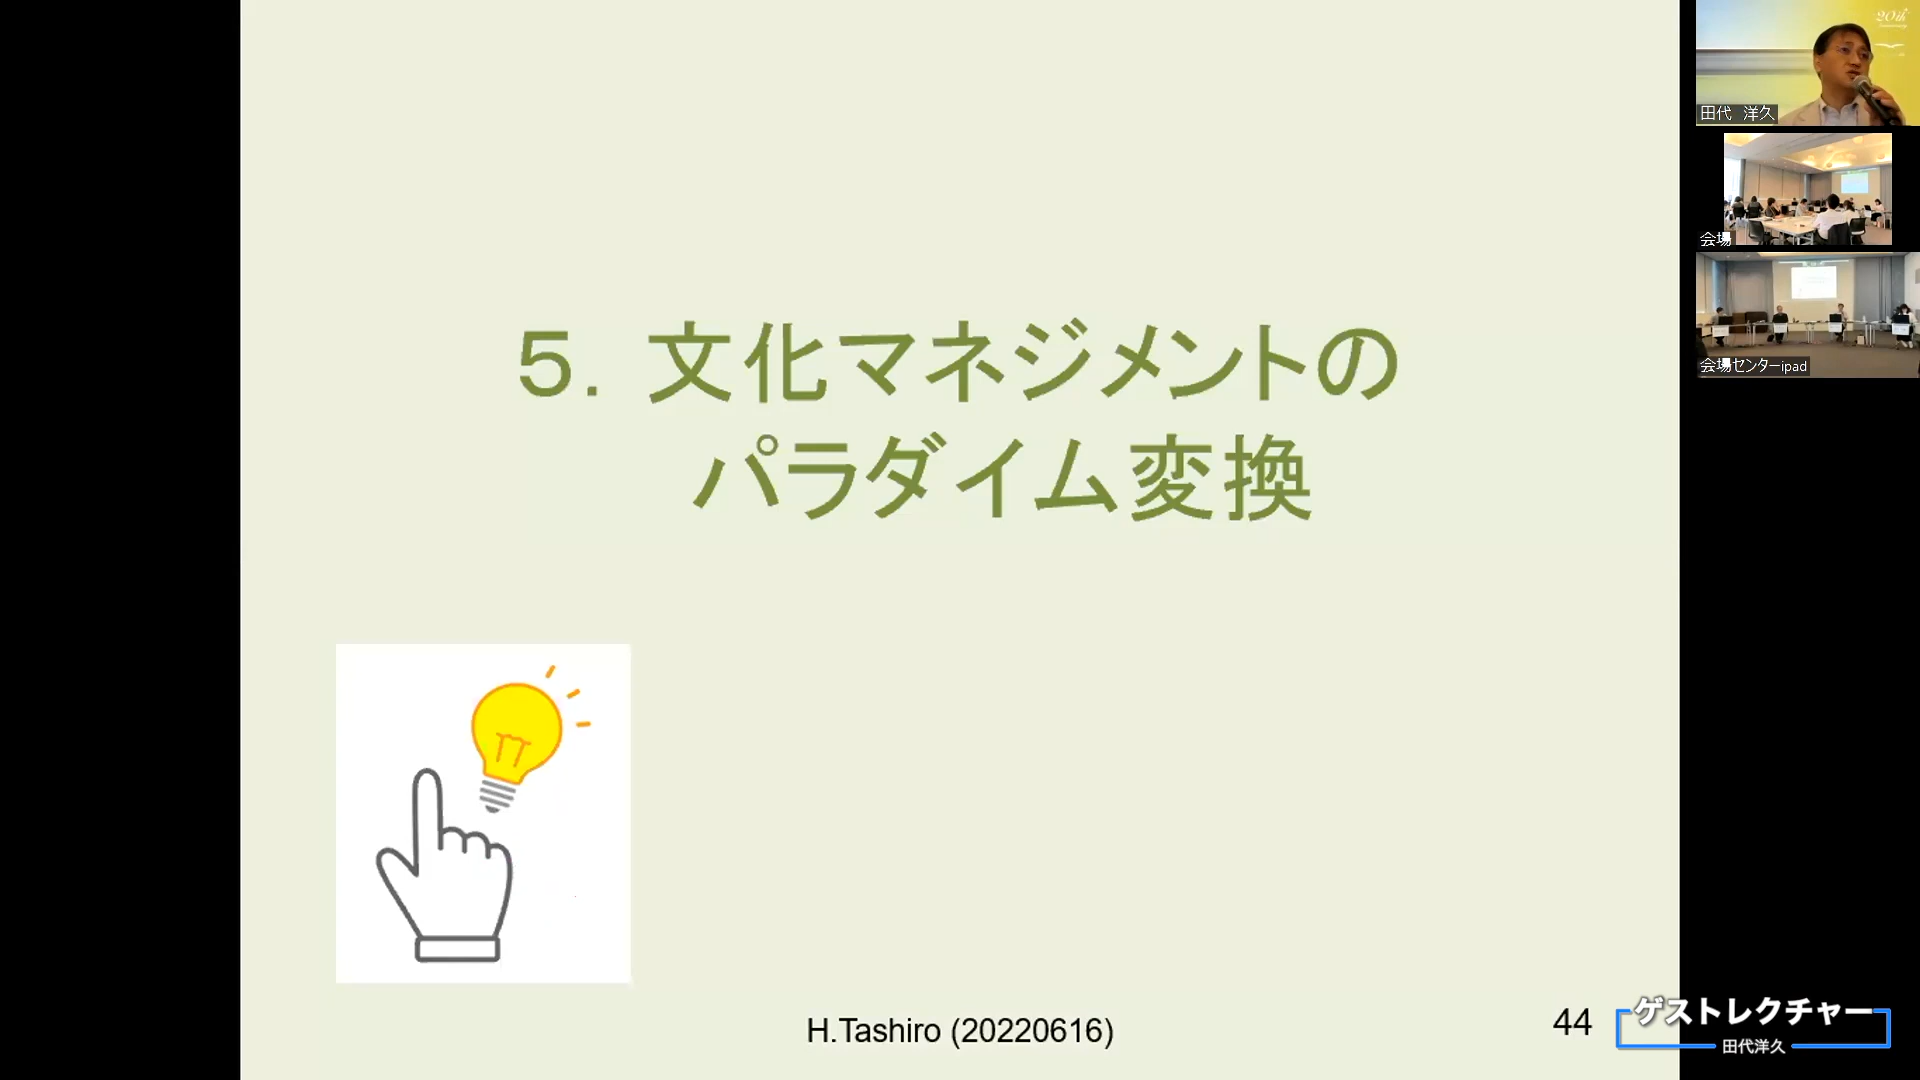 ５．文化マネジメントの
パラダイム変換
H.Tashiro (20220616)
44
20th
田代　洋久
会場
会場センターipad
ゲストレクチャー
田代洋久